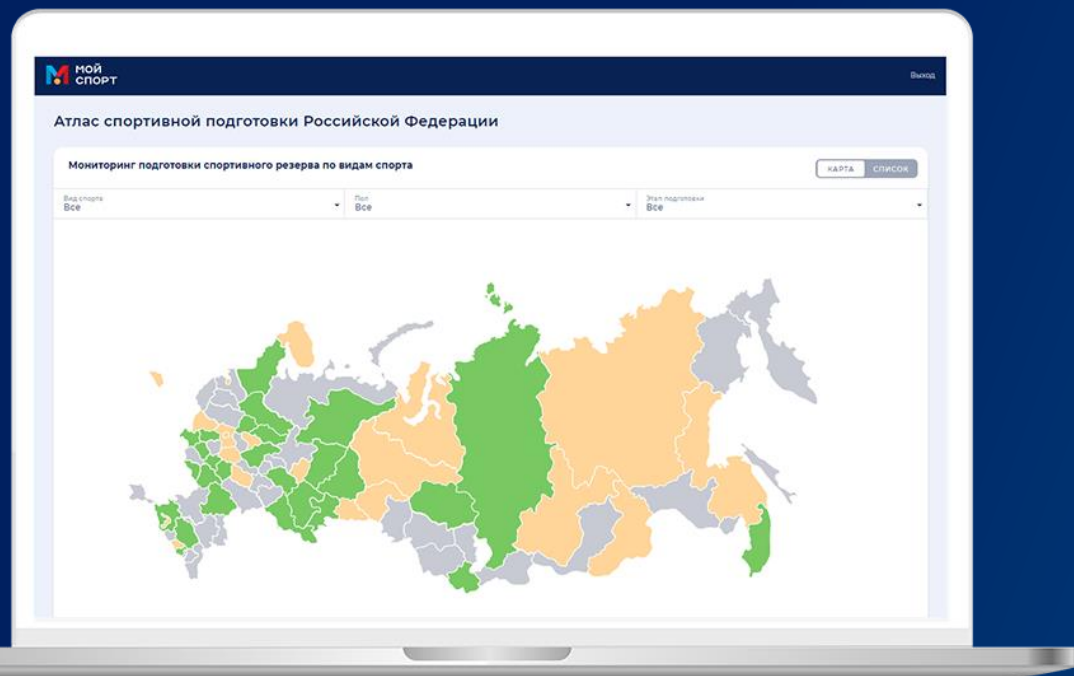 МОЙ
СПОРТ
Выход
Атлас спортивной подготовки Российской Федерации
Мониторинг подготовки спортивного резерва по видам спорта
КАРТА
СПИСОК
Вид спорта
Все
Пол
Все
Этап подготовки
Все